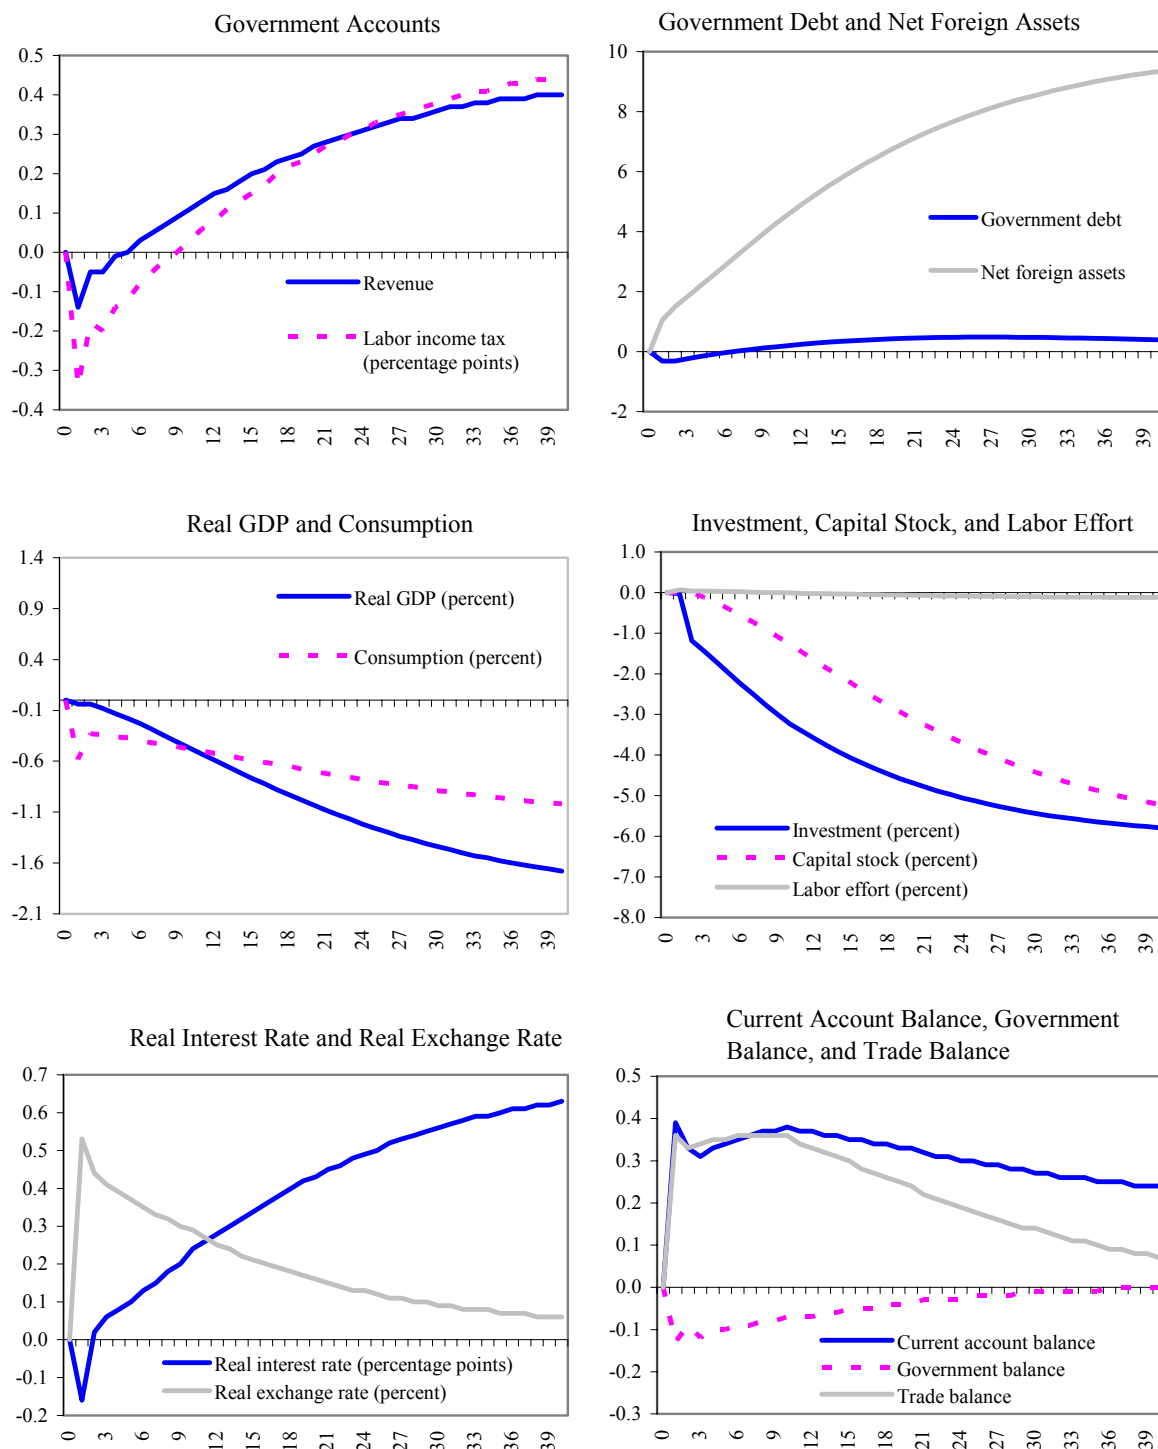 Government Accounts
0.5
0.4
0.3
0.2
0.1
0.0
-0.1
-0.2
-0.3
-0.4
Revenue
Labor income tax
(percentage points)
0 3 6 9 12 15 18 21 24 27 30 33 36 39
Government Debt and Net Foreign Assets
10
8
6
4
2
0
-2
Government debt
Net foreign assets
0 3 6 9 12 15 18 21 24 27 30 33 36 39
Real GDP and Consumption
1.4
0.9
0.4
-0.1
-0.6
-1.1
-1.6
-2.1
Real GDP (percent)
Consumption (percent)
0 3 6 9 12 15 18 21 24 27 30 33 36 39
Investment, Capital Stock, and Labor Effort
1.0
0.0
-1.0
-2.0
-3.0
-4.0
-5.0
-6.0
-7.0
-8.0
Investment (percent)
Capital stock (percent)
Labor effort (percent)
0 3 6 9 12 15 18 21 24 27 30 33 36 39
Real Interest Rate and Real Exchange Rate
0.7
0.6
0.5
0.4
0.3
0.2
0.1
0.0
-0.1
-0.2
Real interest rate (percentage points)
Real exchange rate (percent)
0 3 6 9 12 15 18 21 24 27 30 33 36 39
Current Account Balance, Government
Balance, and Trade Balance
0.5
0.4
0.3
0.2
0.1
0.0
-0.1
-0.2
-0.3
Current account balance
Government balance
Trade balance
0 3 6 9 12 15 18 21 24 27 30 33 36 39